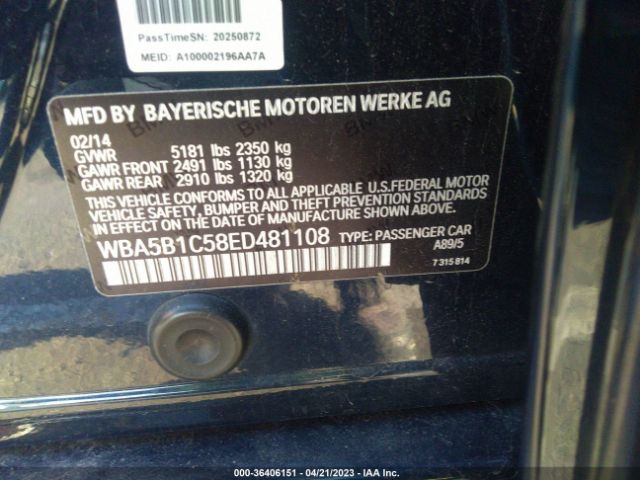 PassTimeSN: 20250872
MEID: A100002196AA7A
MFD BY BAYERISCHE MOTOREN WERKE AG
02/14
GVWR 5181 lbs 2350 kg
GAWR FRONT 2491 lbs 1130 kg
GAWR REAR 2910 lbs 1320 kg
THIS VEHICLE CONFORMS TO ALL APPLICABLE U.S.FEDERAL MOTOR
VEHICLE SAFETY, BUMPER AND THEFT PREVENTION STANDARDS
IN EFFECT ON THE DATE OF MANUFACTURE SHOWN ABOVE.
WBA5B1C58ED481108 TYPE: PASSENGER CAR
A89/5
7 315 814
000-36406151 - 04/21/2023 - IAA Inc.